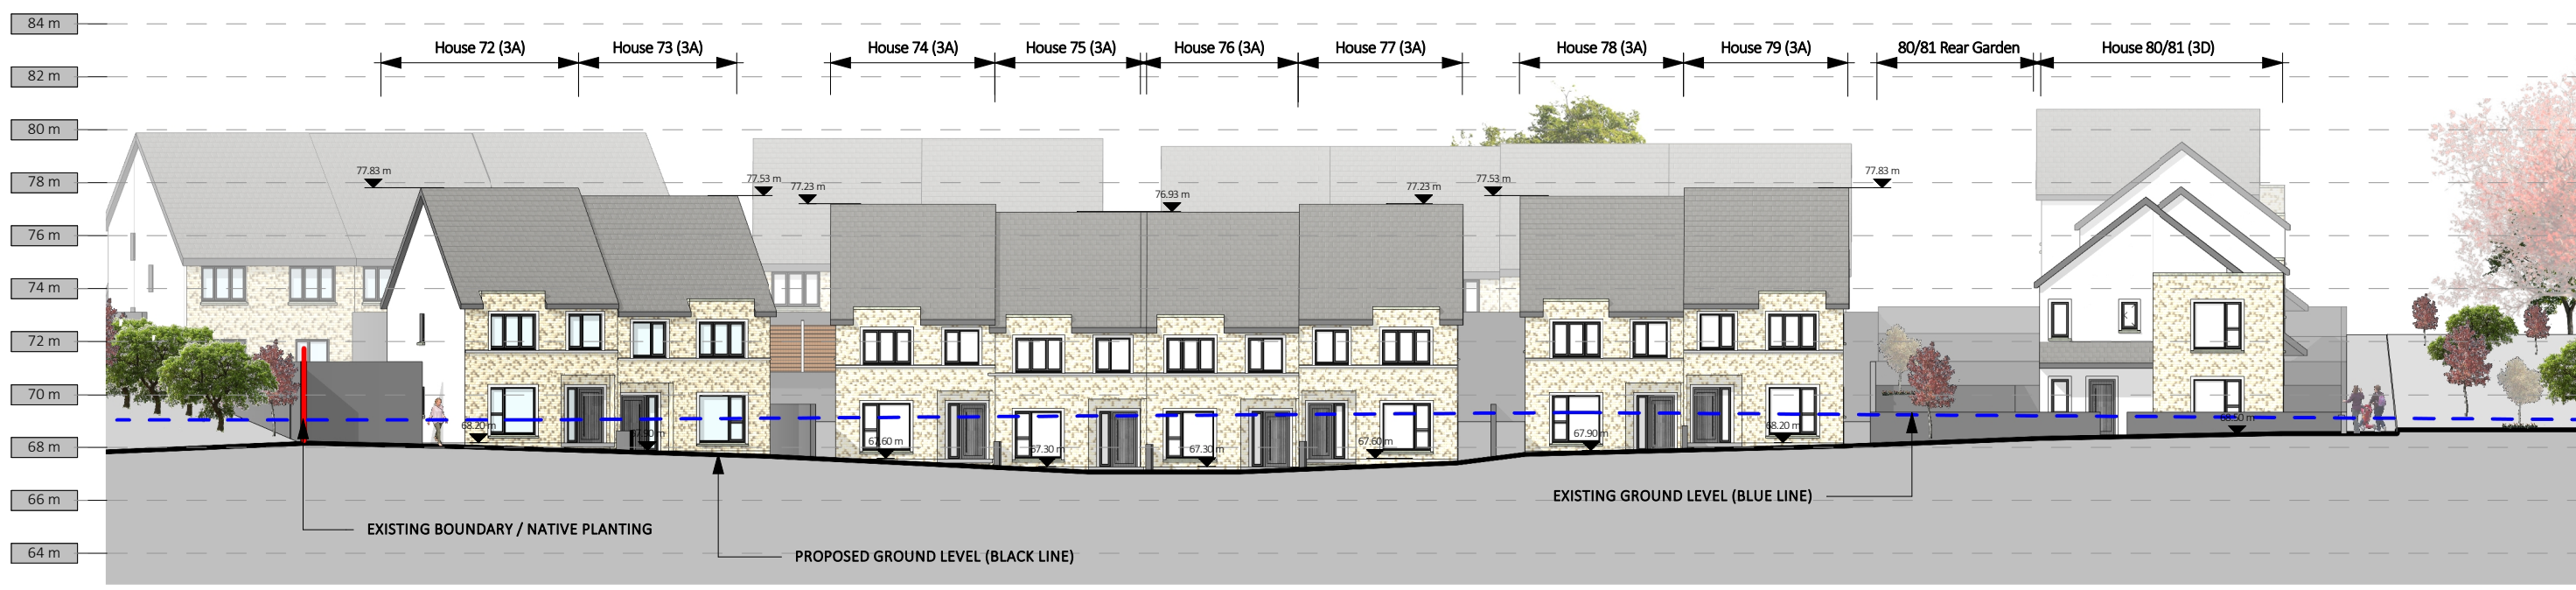 84 m
House 72 (3A) House 73 (3A) House 74 (3A) House 75 (3A) House 76 (3A) House 77 (3A) House 78 (3A) House 79 (3A) 80/81 Rear Garden House 80/81 (3D)
82 m
80 m
78 m
77.83 m 77.53 m 77.23 m 76.93 m 77.23 m 77.53 m 77.83 m
76 m
74 m
72 m
70 m
68.20 m 67.90 m 67.60 m 67.30 m 67.30 m 67.60 m 67.90 m 68.20 m 68.50 m
68 m
66 m
EXISTING GROUND LEVEL (BLUE LINE)
EXISTING BOUNDARY / NATIVE PLANTING
64 m
PROPOSED GROUND LEVEL (BLACK LINE)